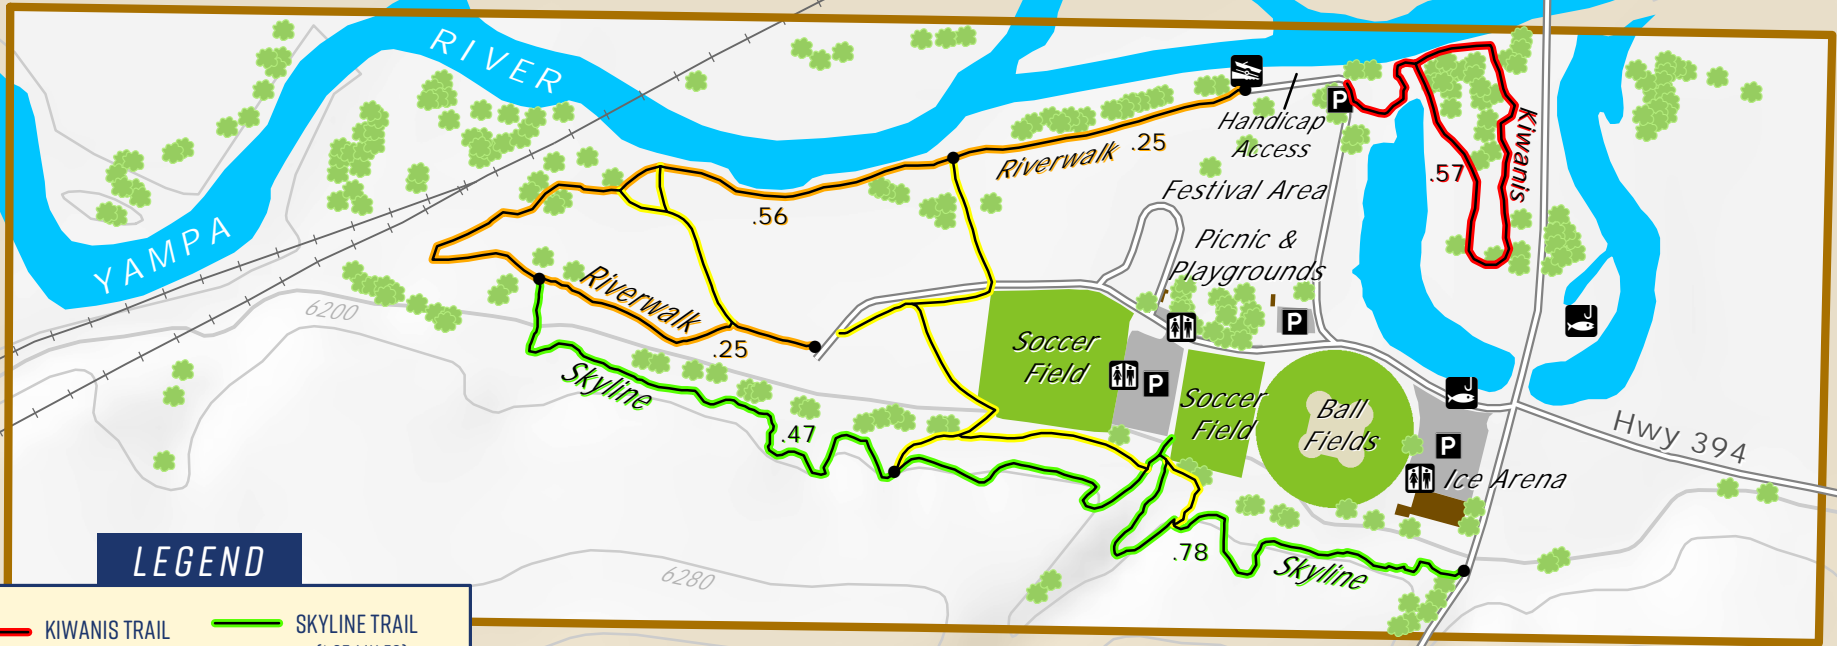 RIVER
YAMPA
P
Handicap
Access
Riverwalk .25
Kiwanis
.57
Festival Area
.56
Picnic &
Playgrounds
Riverwalk
.25
6200
P
Soccer
Field
P
Skyline
.47
Soccer
Field
Ball
Fields
Hwy 394
P
Ice Arena
.78
Skyline
6280
LEGEND
KIWANIS TRAIL
SKYLINE TRAIL